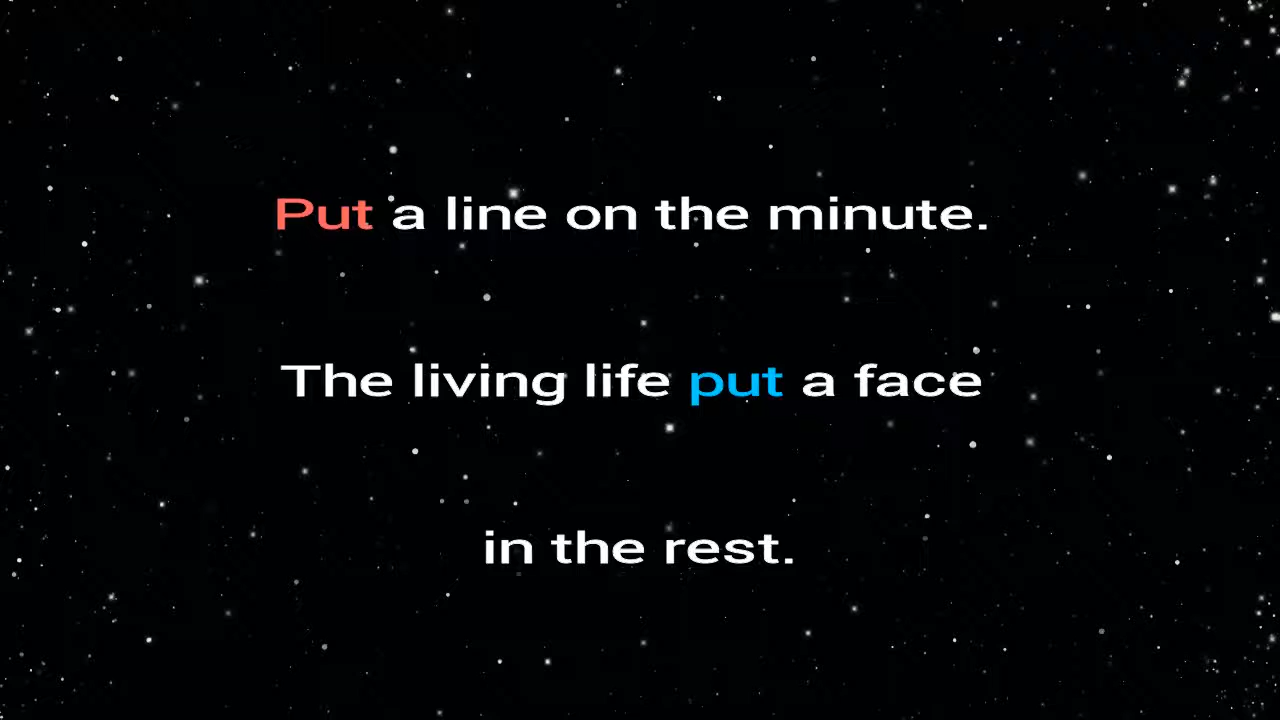 Put a line on the minute.
The living life put a face
in the rest.